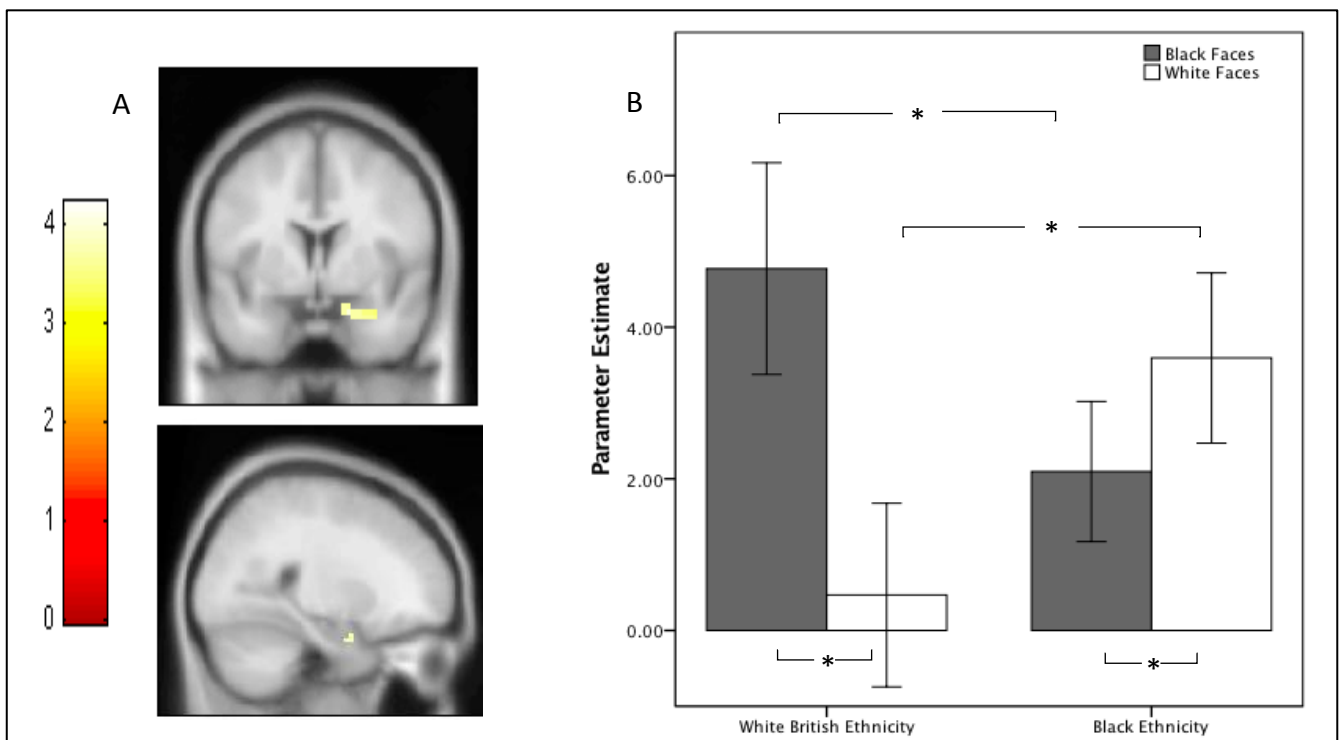 A
4
3
2
1
0
B
Black Faces
White Faces
*
*
6.00
4.00
2.00
0.00
Parameter Estimate
*
*
White British Ethnicity
Black Ethnicity